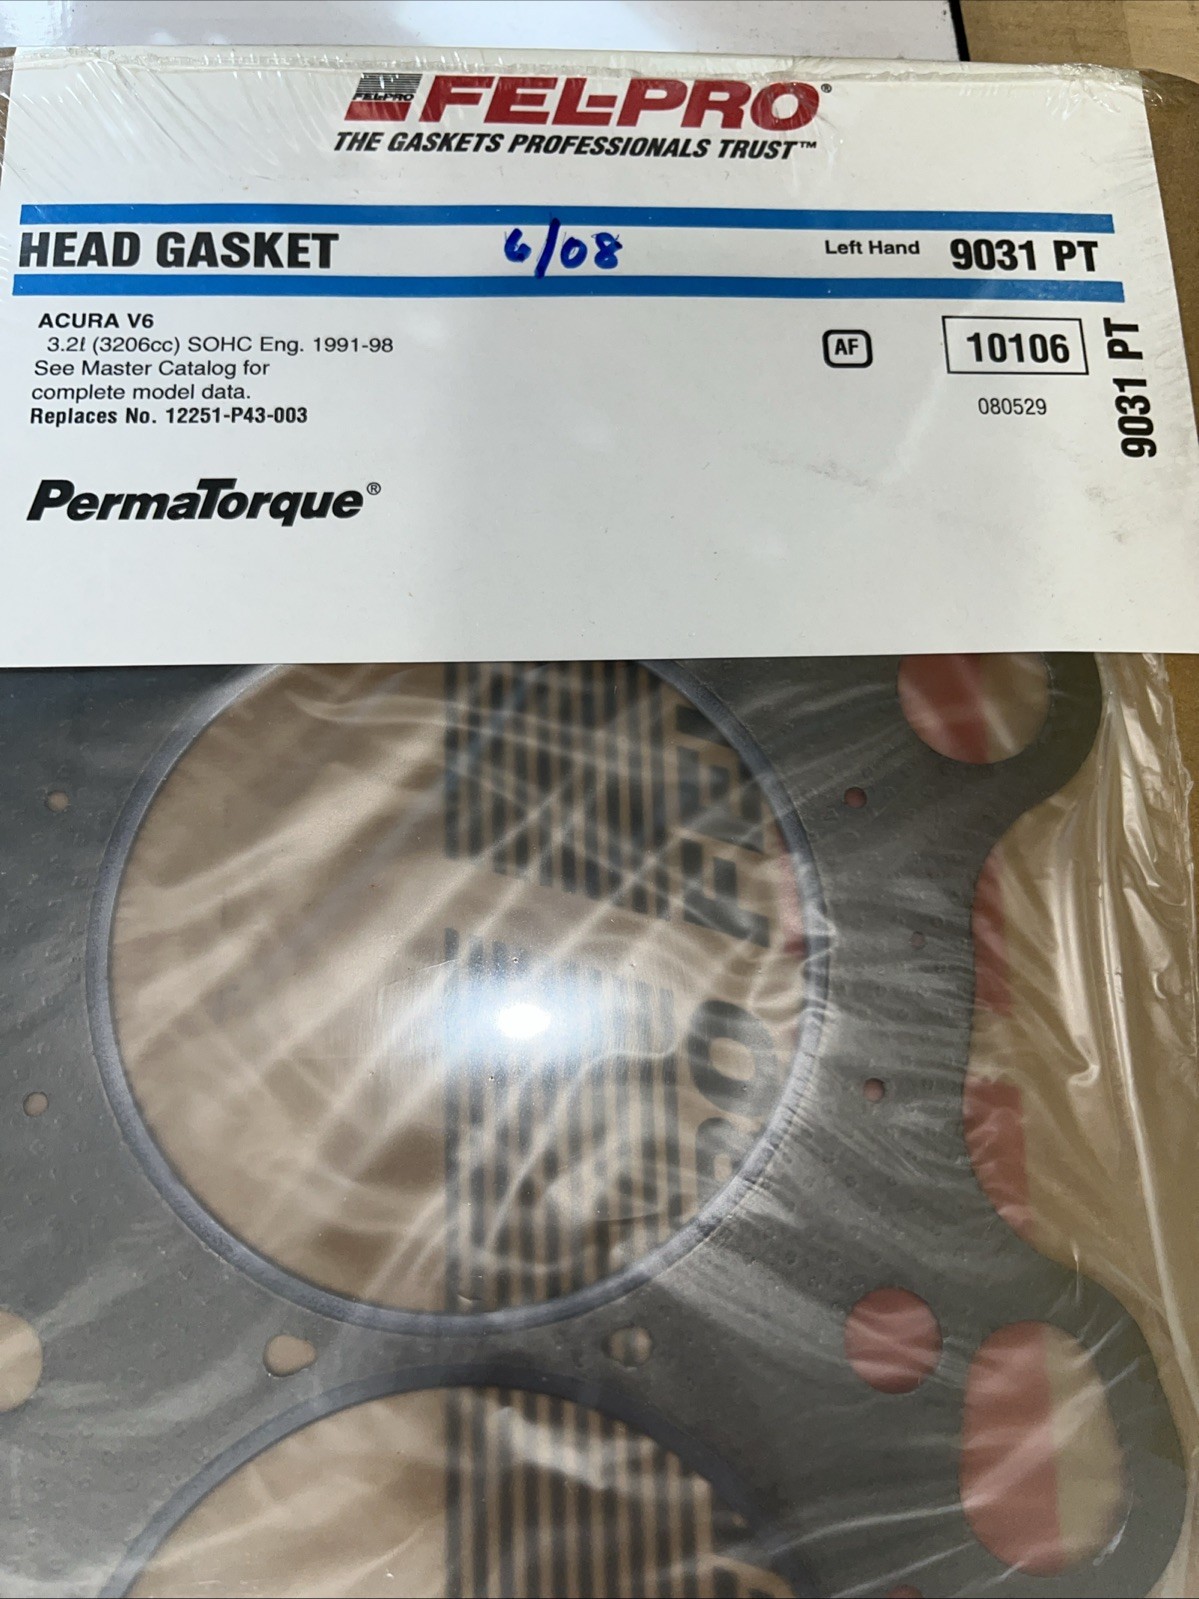 FEL-PRO
FEL-PRO®
THE GASKETS PROFESSIONALS TRUST™
HEAD GASKET 6/08 Left Hand 9031 PT
ACURA V6
3.2ℓ (3206cc) SOHC Eng. 1991-98
See Master Catalog for
complete model data.
Replaces No. 12251-P43-003
AF
10106
080529
9031 PT
PermaTorque®
FEL
PRO